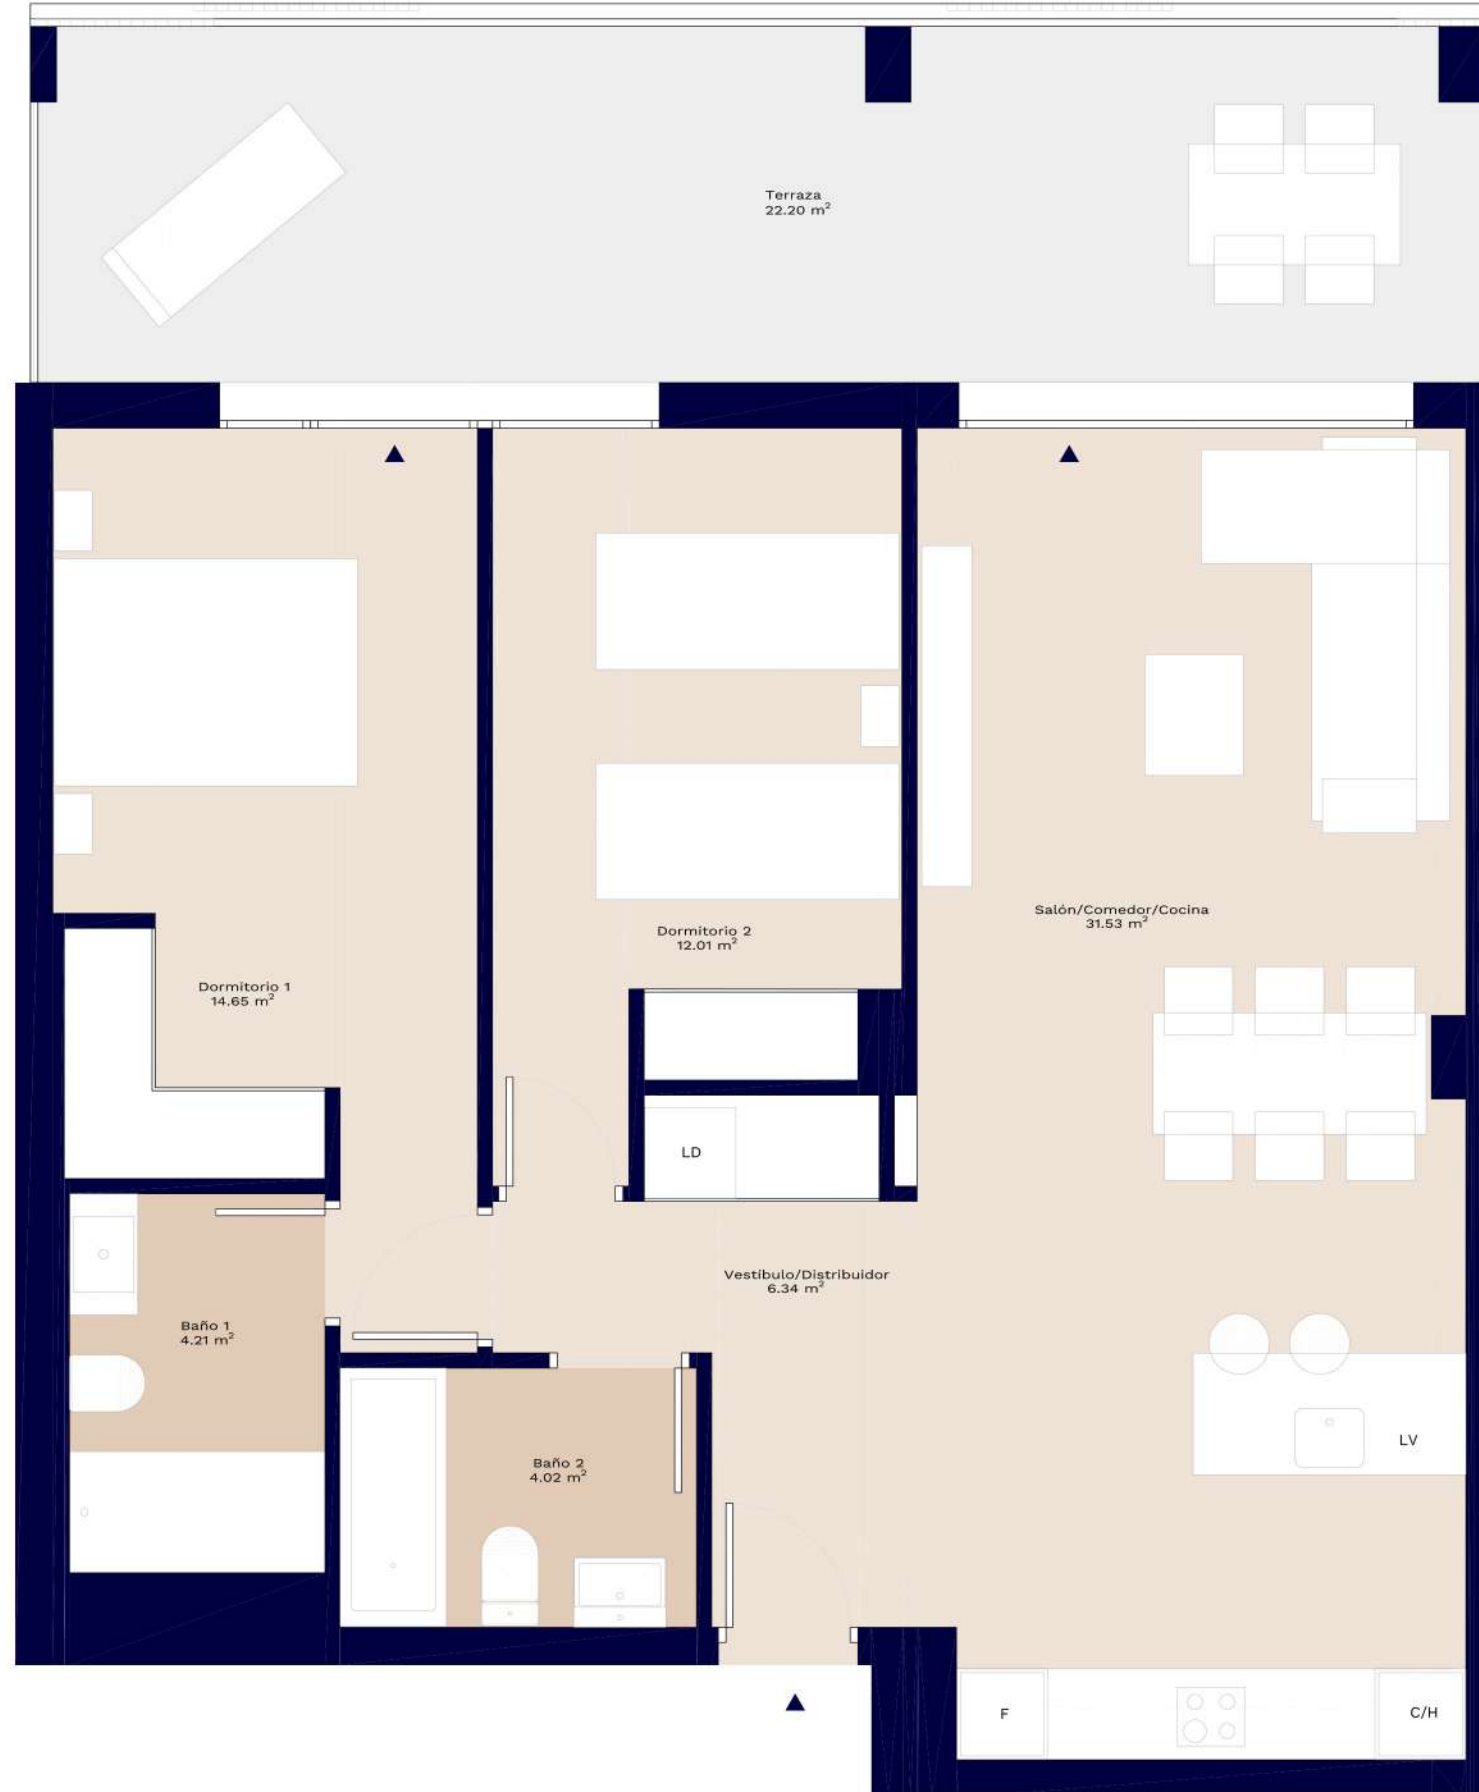 Terraza
22.20 m²
Salón/Comedor/Cocina
31.53 m²
Dormitorio 2
12.01 m²
Dormitorio 1
14.65 m²
LD
Vestíbulo/Distribuidor
6.34 m²
Baño 1
4.21 m²
LV
Baño 2
4.02 m²
F
C/H